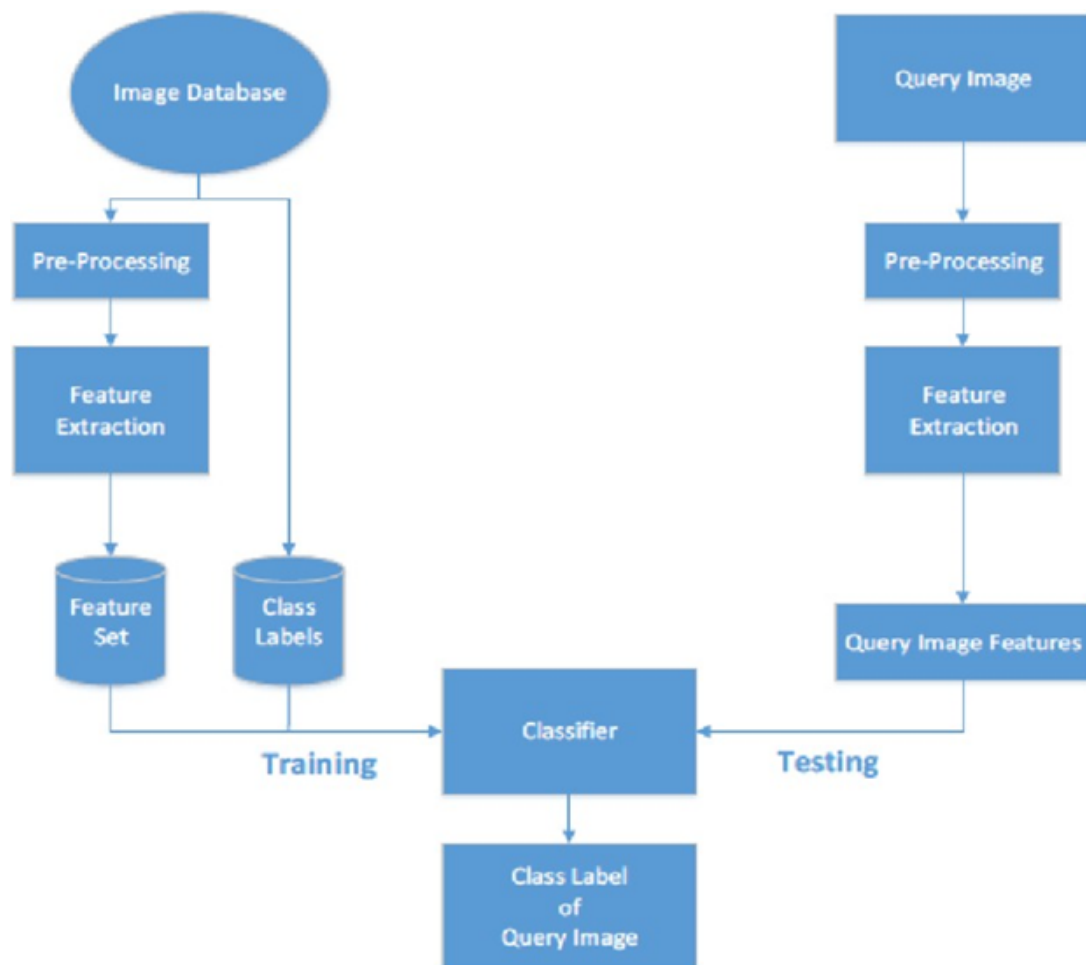 Image Database
Query Image
Pre-Processing
Pre-Processing
Feature
Extraction
Feature
Extraction
Feature
Set
Class
Labels
Query Image Features
Classifier
Training
Testing
Class Label
of
Query Image